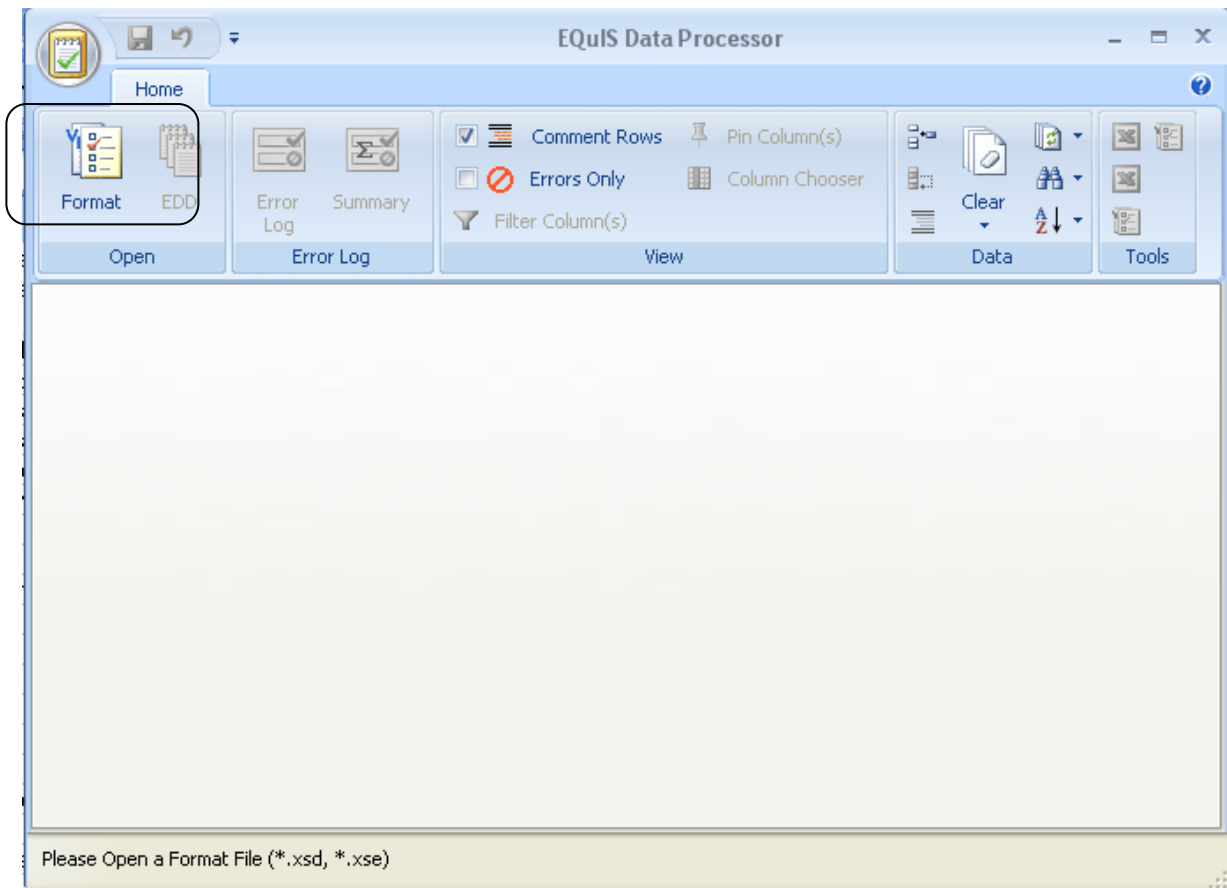 EQuIS Data Processor
Home
Format
EDD
Open
Error
Log
Summary
Error Log
Comment Rows
Pin Column(s)
Errors Only
Column Chooser
Filter Column(s)
View
Clear
A
Z
Data
Tools
Please Open a Format File (*.xsd, *.xse)